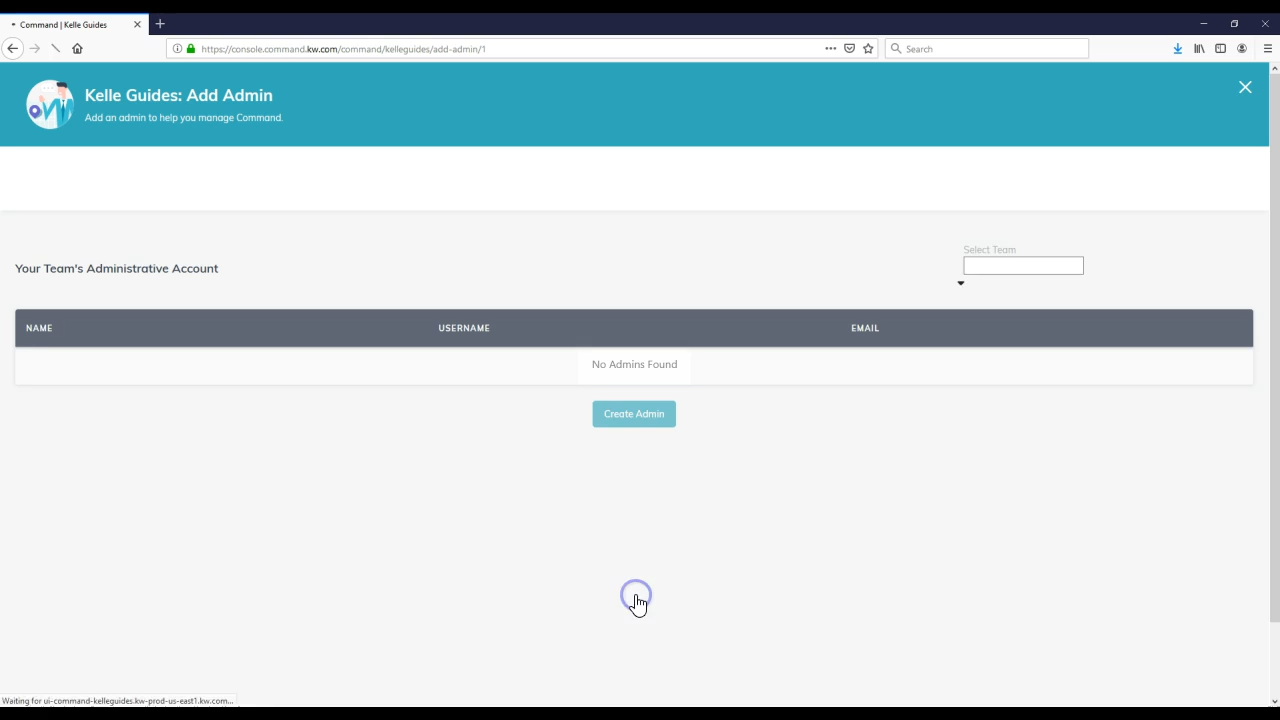 Command | Kelle Guides
https://console.command.kw.com/command/kelleguides/add-admin/1
Search
Kelle Guides: Add Admin
Add an admin to help you manage Command.
Select Team
Your Team's Administrative Account
NAME USERNAME EMAIL
No Admins Found
Create Admin
Waiting for ui-command-kelleguides.kw-prod-us-east1.kw.com...